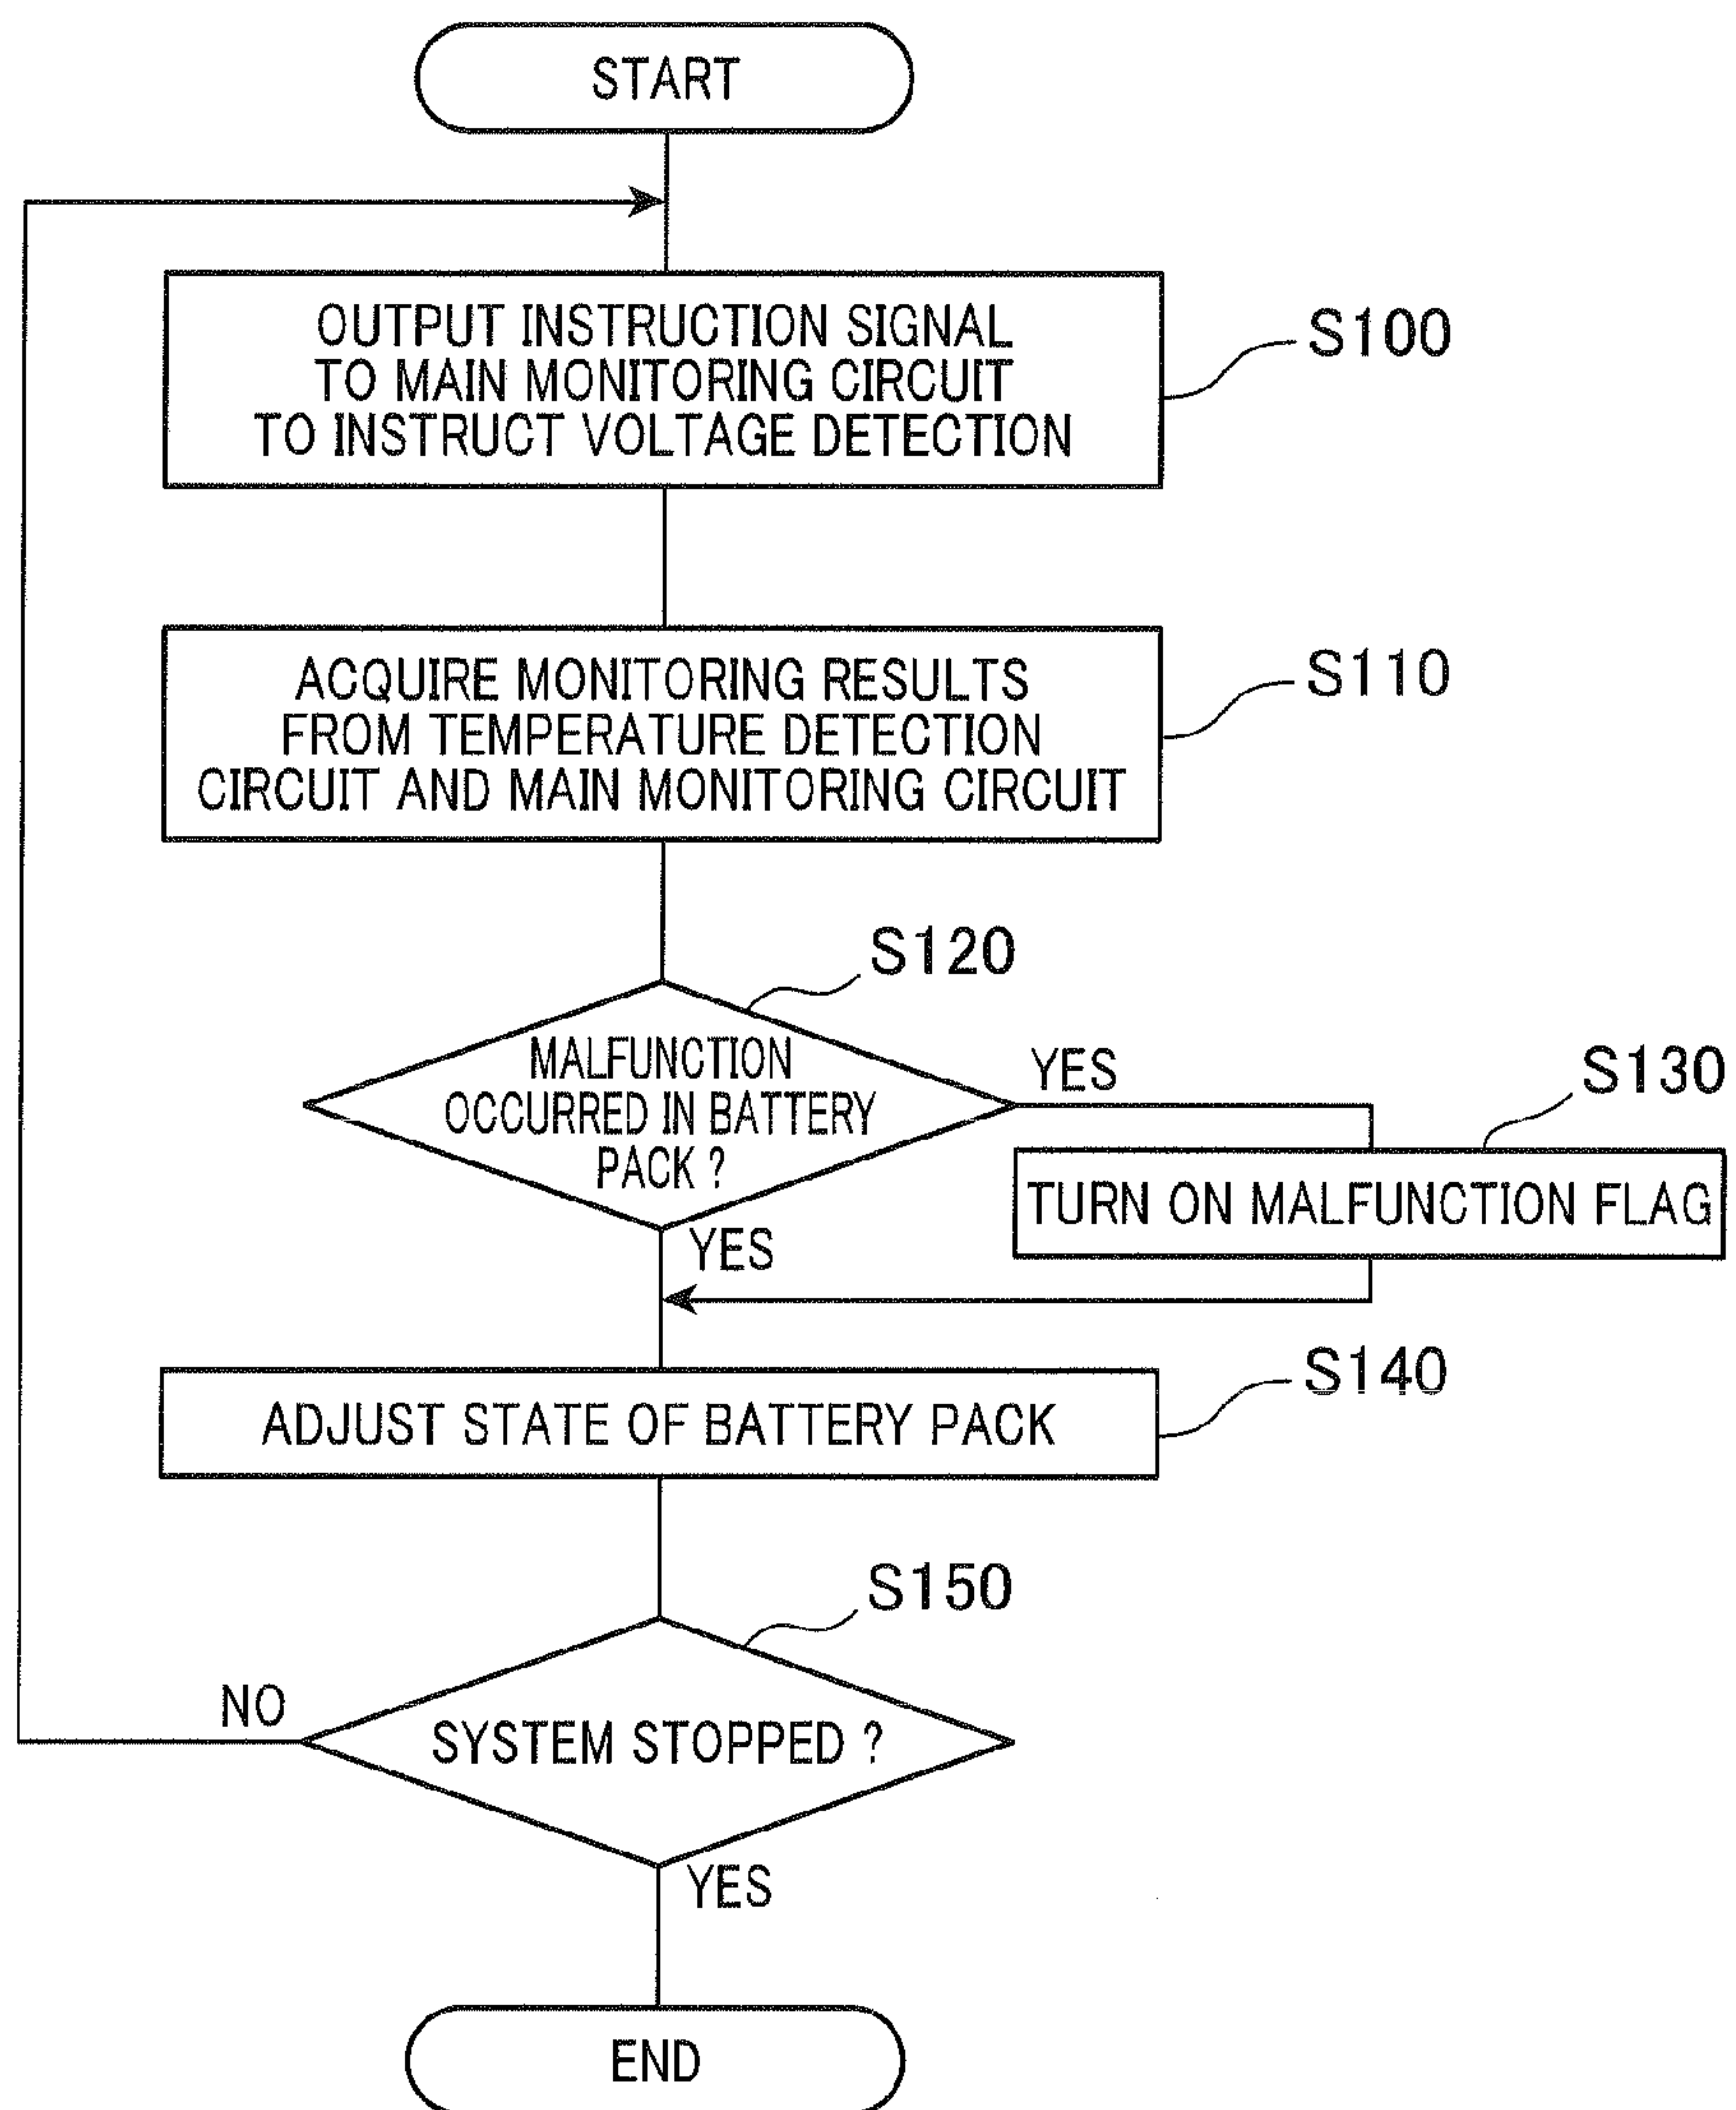 START
OUTPUT INSTRUCTION SIGNAL
TO MAIN MONITORING CIRCUIT
TO INSTRUCT VOLTAGE DETECTION
S100
ACQUIRE MONITORING RESULTS
FROM TEMPERATURE DETECTION
CIRCUIT AND MAIN MONITORING CIRCUIT
S110
S120
MALFUNCTION
OCCURRED IN BATTERY
PACK ?
YES
S130
TURN ON MALFUNCTION FLAG
YES
ADJUST STATE OF BATTERY PACK
S140
S150
SYSTEM STOPPED ?
NO
YES
END